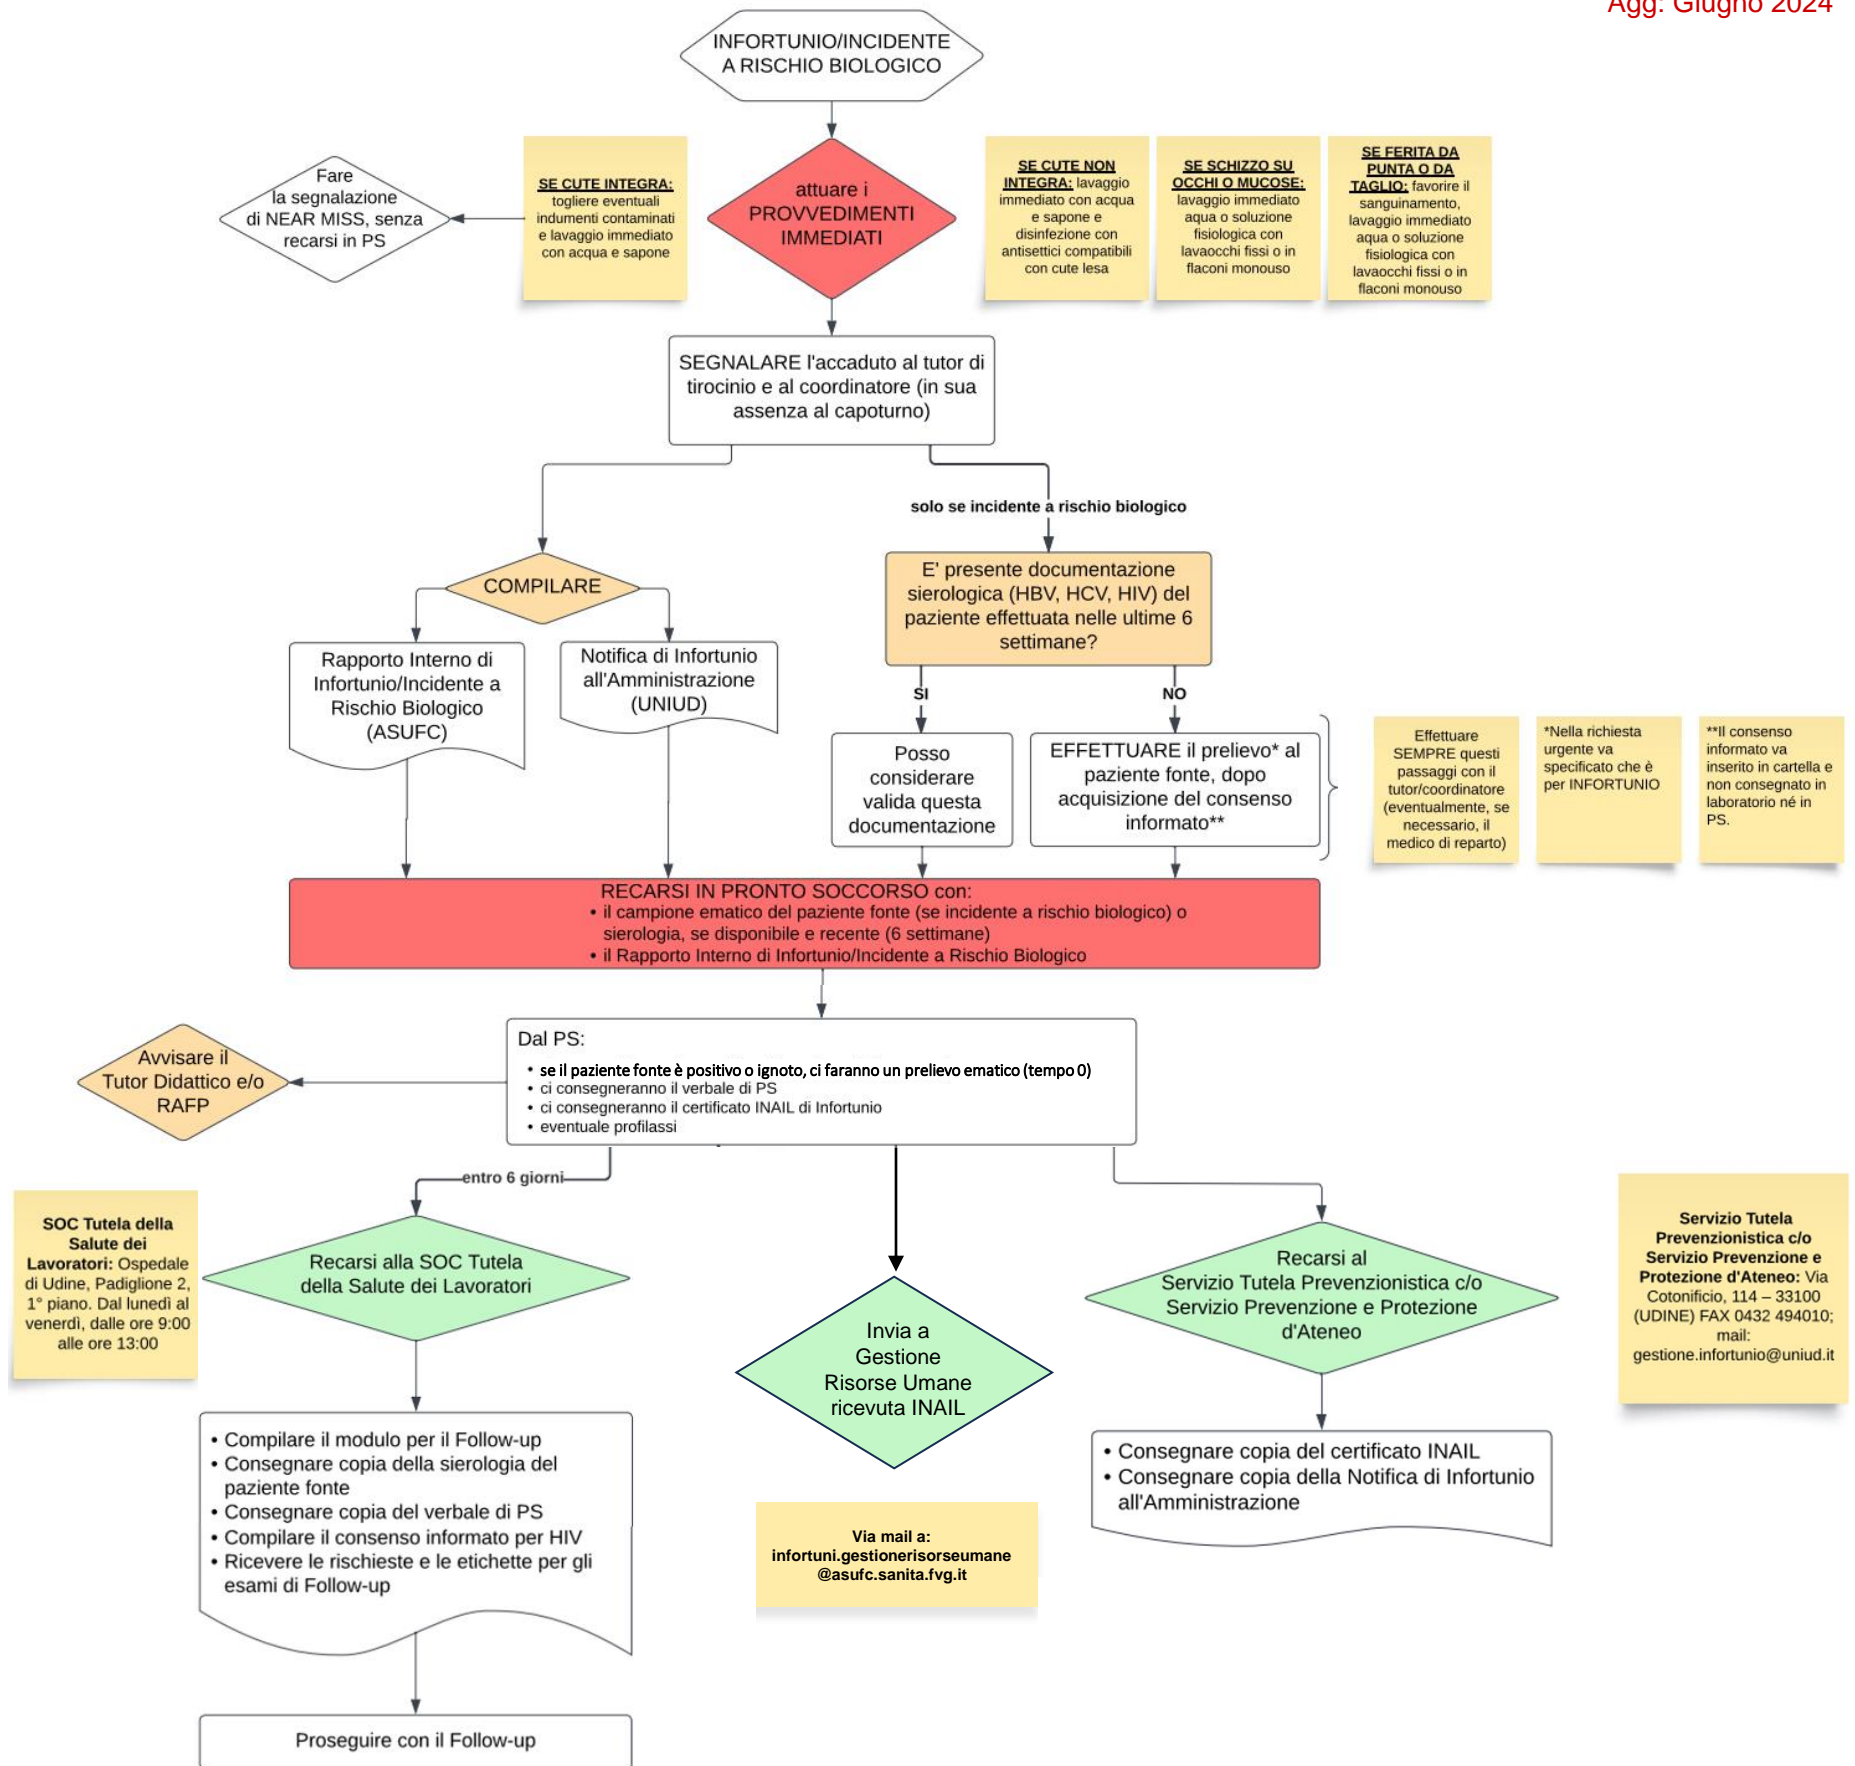 Agg: Giugno 2024
INFORTUNIO/INCIDENTE
A RISCHIO BIOLOGICO
Fare
la segnalazione
di NEAR MISS, senza
recarsi in PS
SE CUTE INTEGRA:
togliere eventuali
indumenti contaminati
e lavaggio immediato
con acqua e sapone
attuare i
PROVVEDIMENTI
IMMEDIATI
SE CUTE NON
INTEGRA: lavaggio
immediato con acqua
e sapone e
disinfezione con
antisettici compatibili
con cute lesa
SE SCHIZZO SU
OCCHI O MUCOSE:
lavaggio immediato
aqua o soluzione
fisiologica con
lavaocchi fissi o in
flaconi monouso
SE FERITA DA
PUNTA O DA
TAGLIO: favorire il
sanguinamento,
lavaggio immediato
aqua o soluzione
fisiologica con
lavaocchi fissi o in
flaconi monouso
SEGNALARE l'accaduto al tutor di
tirocinio e al coordinatore (in sua
assenza al capoturno)
solo se incidente a rischio biologico
COMPILARE
E' presente documentazione
sierologica (HBV, HCV, HIV) del
paziente effettuata nelle ultime 6
settimane?
Rapporto Interno di
Infortunio/Incidente a
Rischio Biologico
(ASUFC)
Notifica di Infortunio
all'Amministrazione
(UNIUD)
SI
NO
Posso
considerare
valida questa
documentazione
EFFETTUARE il prelievo* al
paziente fonte, dopo
acquisizione del consenso
informato**
Effettuare
SEMPRE questi
passaggi con il
tutor/coordinatore
(eventualmente, se
necessario, il
medico di reparto)
*Nella richiesta
urgente va
specificato che è
per INFORTUNIO
**Il consenso
informato va
inserito in cartella e
non consegnato in
laboratorio né in
PS.
RECARSI IN PRONTO SOCCORSO con:
• il campione ematico del paziente fonte (se incidente a rischio biologico) o
sierologia, se disponibile e recente (6 settimane)
• il Rapporto Interno di Infortunio/Incidente a Rischio Biologico
Avvisare il
Tutor Didattico e/o
RAFP
Dal PS:
• se il paziente fonte è positivo o ignoto, ci faranno un prelievo ematico (tempo 0)
• ci consegneranno il verbale di PS
• ci consegneranno il certificato INAIL di Infortunio
• eventuale profilassi
entro 6 giorni
SOC Tutela della
Salute dei
Lavoratori: Ospedale
di Udine, Padiglione 2,
1° piano. Dal lunedì al
venerdì, dalle ore 9:00
alle ore 13:00
Recarsi alla SOC Tutela
della Salute dei Lavoratori
Invia a
Gestione
Risorse Umane
ricevuta INAIL
Recarsi al
Servizio Tutela Prevenzionistica c/o
Servizio Prevenzione e Protezione
d'Ateneo
Servizio Tutela
Prevenzionistica c/o
Servizio Prevenzione e
Protezione d'Ateneo: Via
Cotonificio, 114 – 33100
(UDINE) FAX 0432 494010;
mail:
gestione.infortunio@uniud.it
• Compilare il modulo per il Follow-up
• Consegnare copia della sierologia del
paziente fonte
• Consegnare copia del verbale di PS
• Compilare il consenso informato per HIV
• Ricevere le rischieste e le etichette per gli
esami di Follow-up
Via mail a:
infortuni.gestionerisorseumane
@asufc.sanita.fvg.it
• Consegnare copia del certificato INAIL
• Consegnare copia della Notifica di Infortunio
all'Amministrazione
Proseguire con il Follow-up